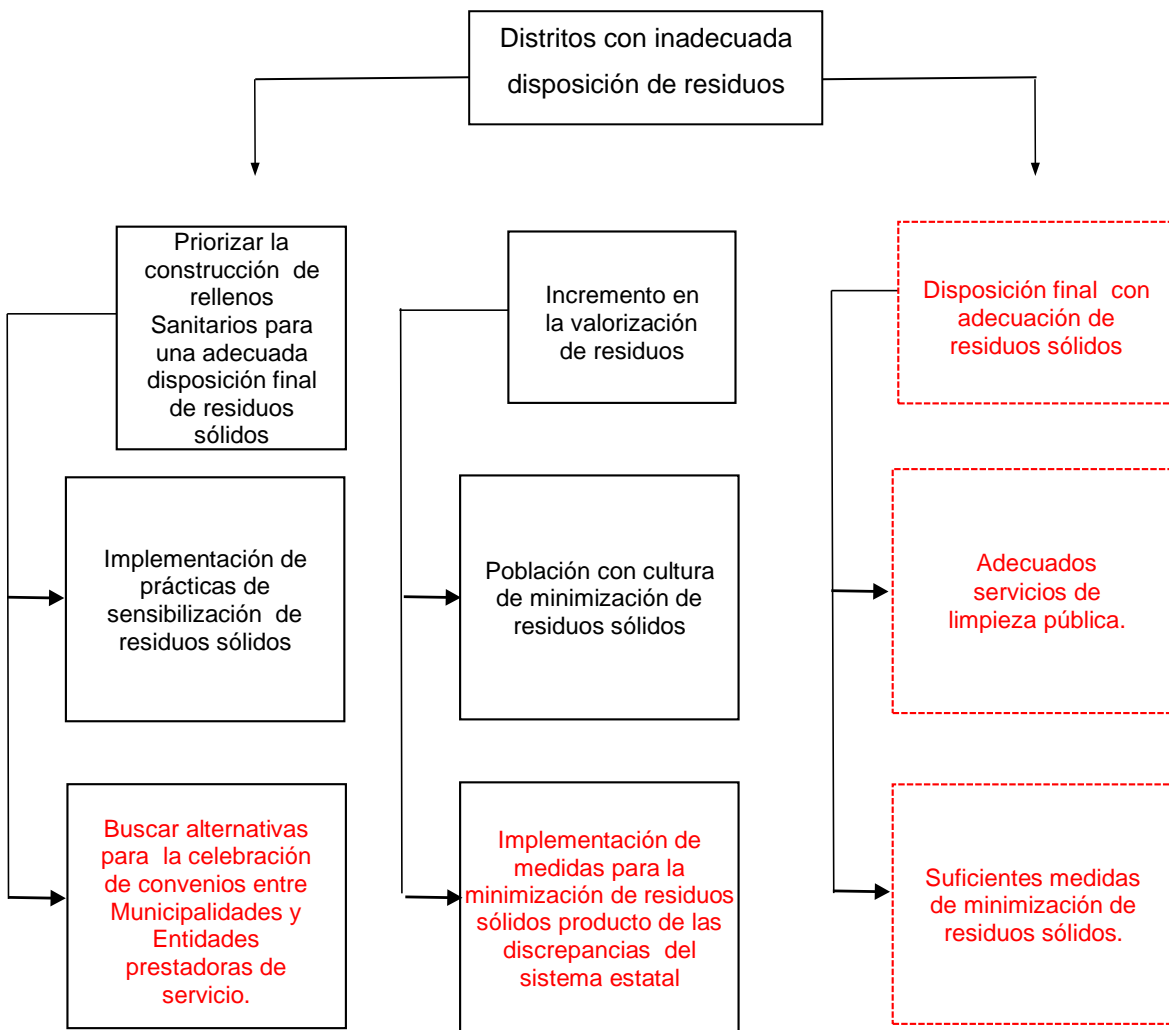 Distritos con inadecuada
disposición de residuos
Priorizar la
construcción de
rellenos
Sanitarios para
una adecuada
disposición final
de residuos
sólidos
Incremento en
la valorización
de residuos
Disposición final con
adecuación de
residuos sólidos
Implementación de
prácticas de
sensibilización de
residuos sólidos
Población con cultura
de minimización de
residuos sólidos
Adecuados
servicios de
limpieza pública.
Buscar alternativas
para la celebración
de convenios entre
Municipalidades y
Entidades
prestadoras de
servicio.
Implementación de
medidas para la
minimización de residuos
sólidos producto de las
discrepancias del
sistema estatal
Suficientes medidas
de minimización de
residuos sólidos.